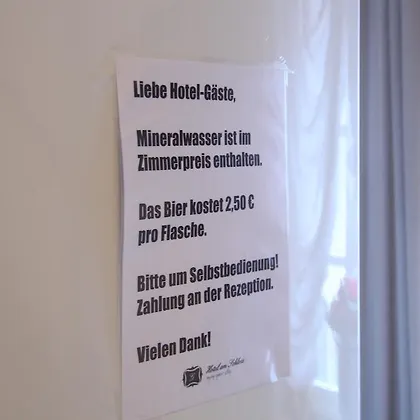 Liebe Hotel-Gäste,
Mineralwasser ist im
Zimmerpreis enthalten.
Das Bier kostet 2,50 €
pro Flasche.
Bitte um Selbstbedienung!
Zahlung an der Rezeption.
Vielen Dank!